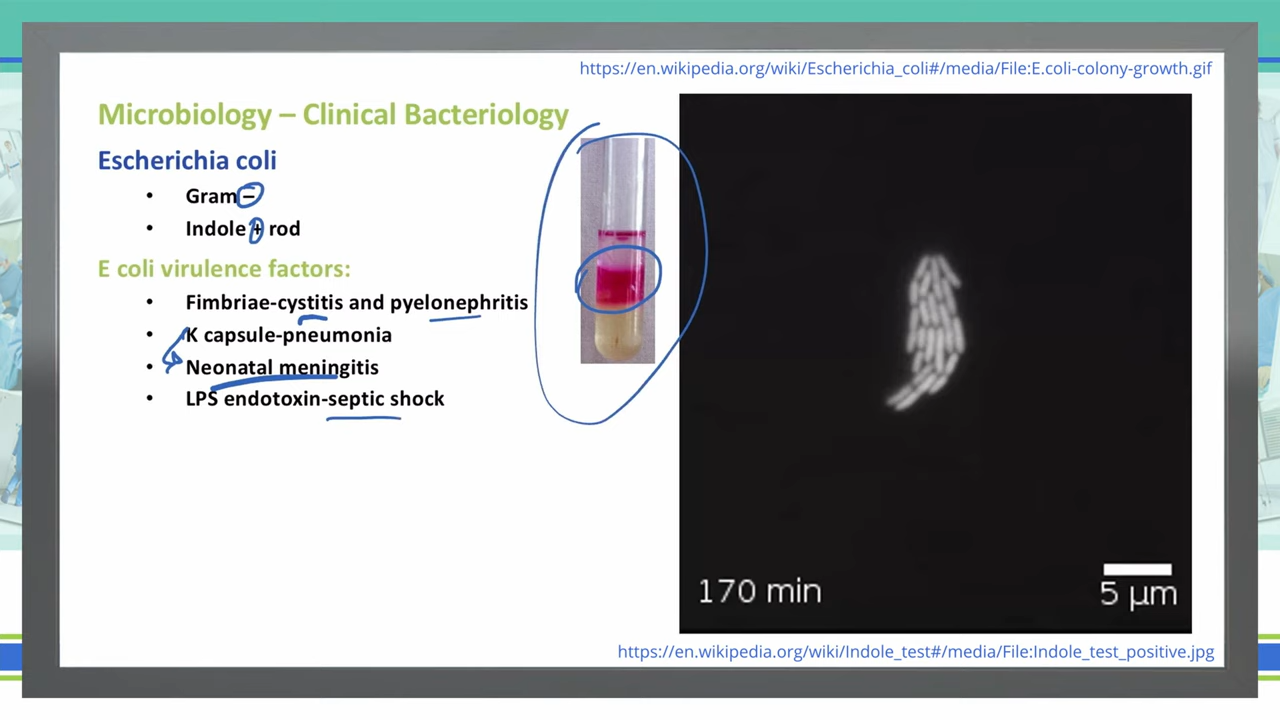 https://en.wikipedia.org/wiki/Escherichia_coli#/media/File:E.coli-colony-growth.gif
Microbiology – Clinical Bacteriology
Escherichia coli
• Gram –
• Indole + rod
E coli virulence factors:
• Fimbriae-cystitis and pyelonephritis
• K capsule-pneumonia
• Neonatal meningitis
• LPS endotoxin-septic shock
170 min
5 µm
https://en.wikipedia.org/wiki/Indole_test#/media/File:Indole_test_positive.jpg